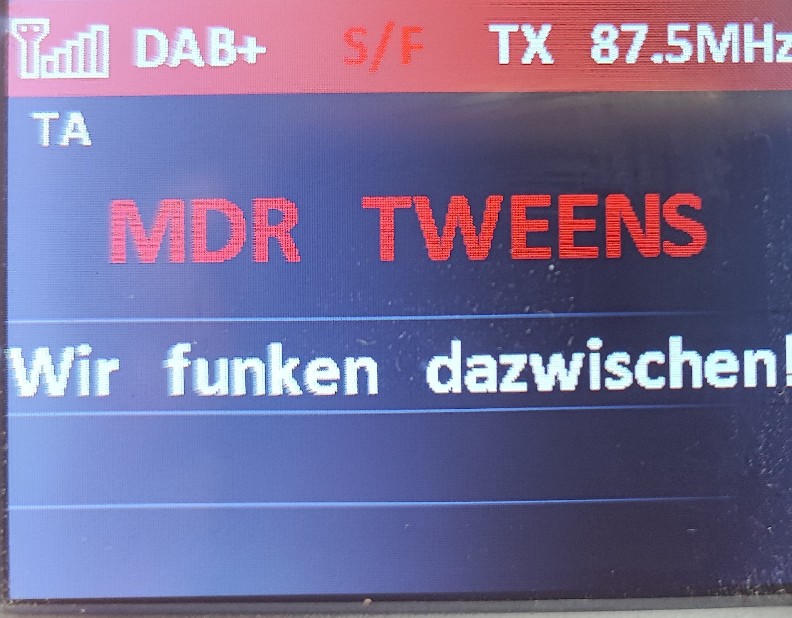 DAB+ S/F TX 87.5MHz
TA
MDR TWEENS
Wir funken dazwischen!